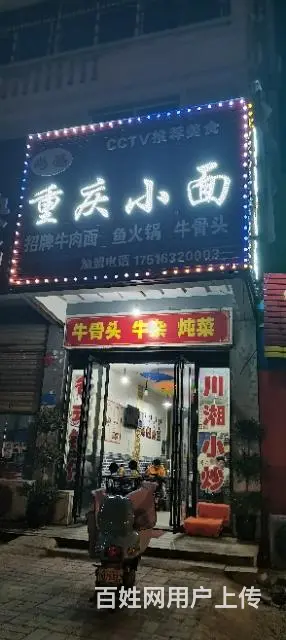 CCTV推荐美食
重庆小面
招牌牛肉面 鱼火锅 牛骨头
加盟电话 17516320003
牛骨头 牛杂 炖菜
川湘小炒
百姓网用户上传